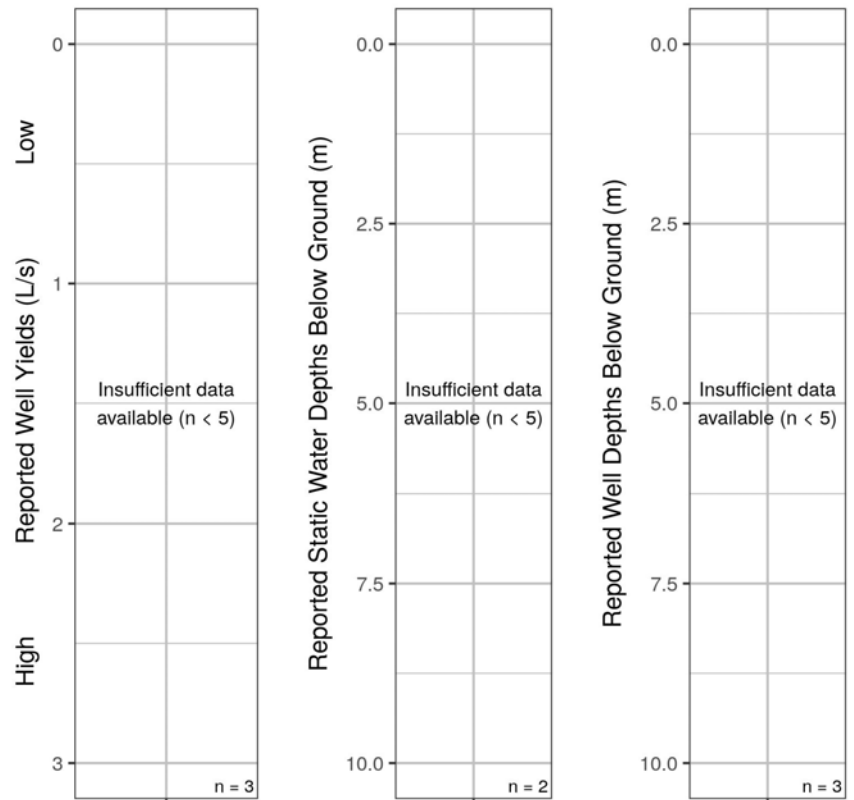 Low
Reported Well Yields (L/s)
High
0
1
2
3
Insufficient data
available (n < 5)
n = 3
Reported Static Water Depths Below Ground (m)
0.0
2.5
5.0
7.5
10.0
Insufficient data
available (n < 5)
n = 2
Reported Well Depths Below Ground (m)
0.0
2.5
5.0
7.5
10.0
Insufficient data
available (n < 5)
n = 3